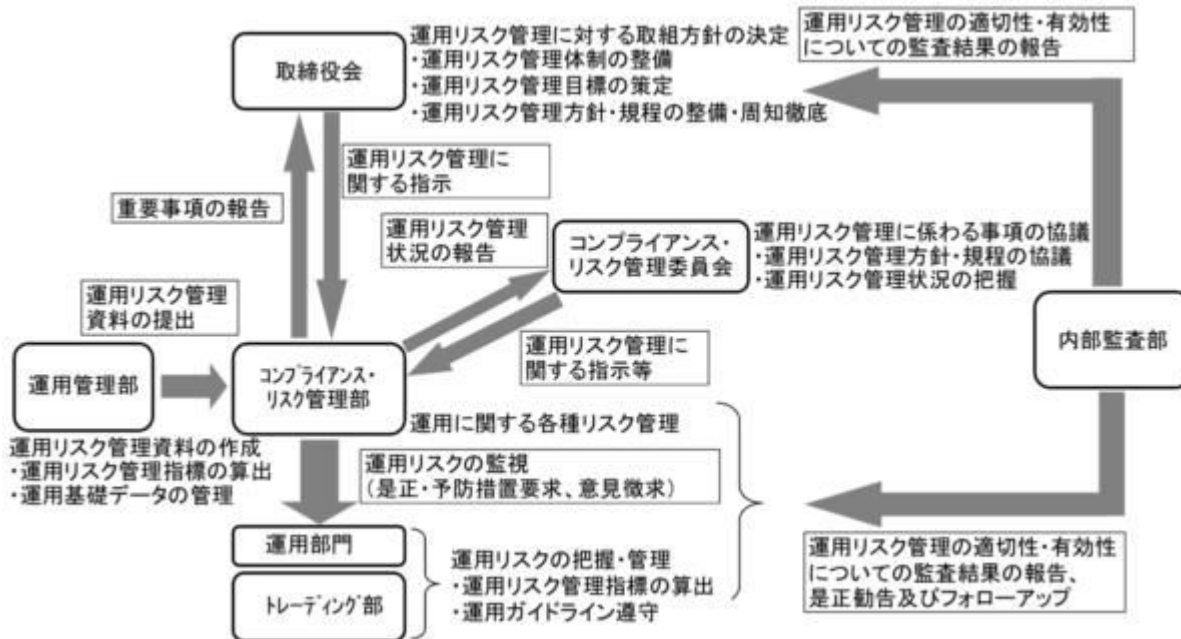 取締役会
運用リスク管理に対する取組方針の決定
・運用リスク管理体制の整備
・運用リスク管理目標の策定
・運用リスク管理方針・規程の整備・周知徹底
運用リスク管理の適切性・有効性
についての監査結果の報告
運用リスク管理に
関する指示
重要事項の報告
運用リスク管理
状況の報告
コンプライアンス・
リスク管理委員会
運用リスク管理に係わる事項の協議
・運用リスク管理方針・規程の協議
・運用リスク管理状況の把握
運用リスク管理
資料の提出
運用リスク管理に
関する指示等
内部監査部
運用管理部
コンプライアンス・
リスク管理部
運用に関する各種リスク管理
運用リスク管理資料の作成
・運用リスク管理指標の算出
・運用基礎データの管理
運用リスクの監視
(是正・予防措置要求、意見徴求)
運用部門
トレーディング部
運用リスクの把握・管理
・運用リスク管理指標の算出
・運用ガイドライン遵守
運用リスク管理の適切性・有効性
についての監査結果の報告、
是正勧告及びフォローアップ